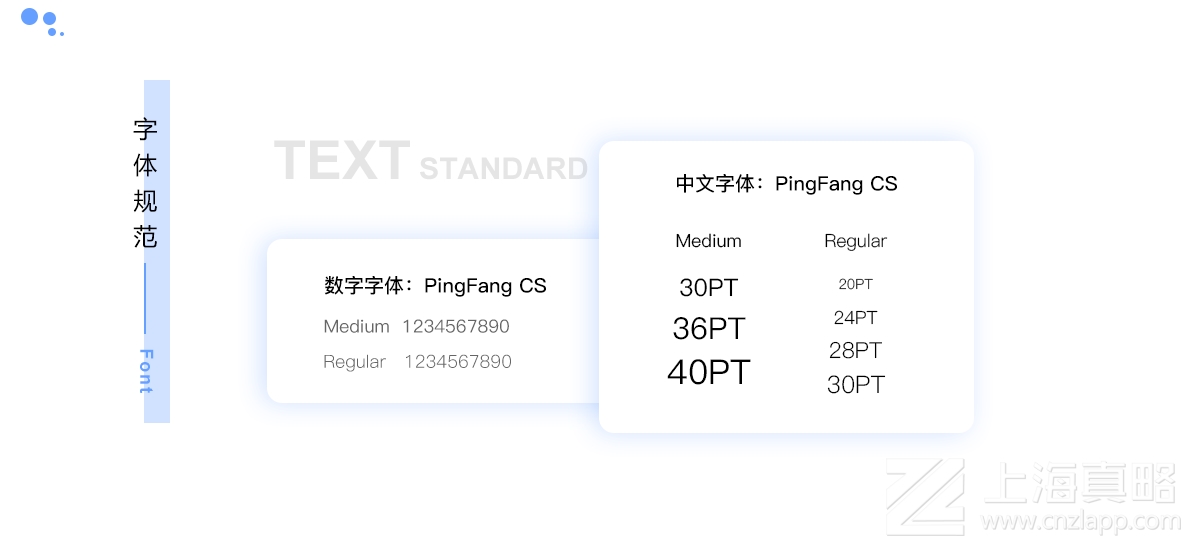 字体规范
Font
TEXT STANDARD
数字字体：PingFang CS
Medium 1234567890
Regular 1234567890
中文字体：PingFang CS
Medium Regular
30PT 20PT
36PT 24PT
40PT 28PT
30PT
上海真略
www.cnzlapp.com